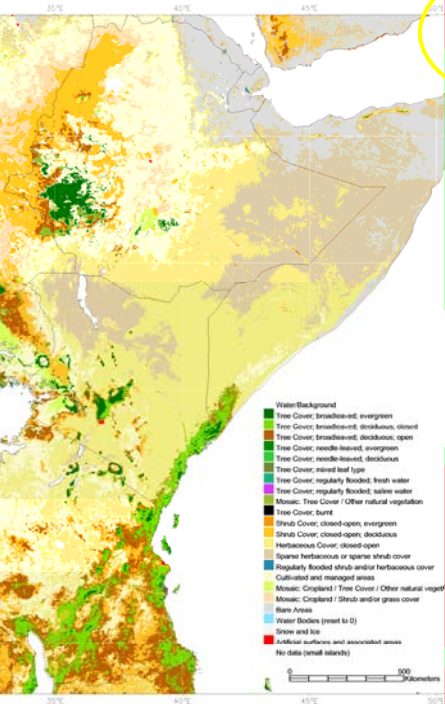 35°E 40°E 45°E 50°E
Water/Background
Tree Cover; broadleaved; evergreen
Tree Cover; broadleaved; deciduous; closed
Tree Cover; broadleaved; deciduous; open
Tree Cover; needle-leaved; evergreen
Tree Cover; needle-leaved; deciduous
Tree Cover; mixed leaf type
Tree Cover; regularly flooded; fresh water
Tree Cover; regularly flooded; saline water
Mosaic: Tree Cover / Other natural vegetation
Tree Cover; burnt
Shrub Cover; closed-open; evergreen
Shrub Cover; closed-open; deciduous
Herbaceous Cover; closed-open
Sparse herbaceous or sparse shrub cover
Regularly flooded shrub and/or herbaceous cover
Cultivated and managed areas
Mosaic: Cropland / Tree Cover / Other natural veget
Mosaic: Cropland / Shrub and/or grass cover
Bare Areas
Water Bodies (reset to 0)
Snow and Ice
Artificial surfaces and associated areas
No data (small islands)
0 500
Kilometers
35°E 40°E 45°E 50°E